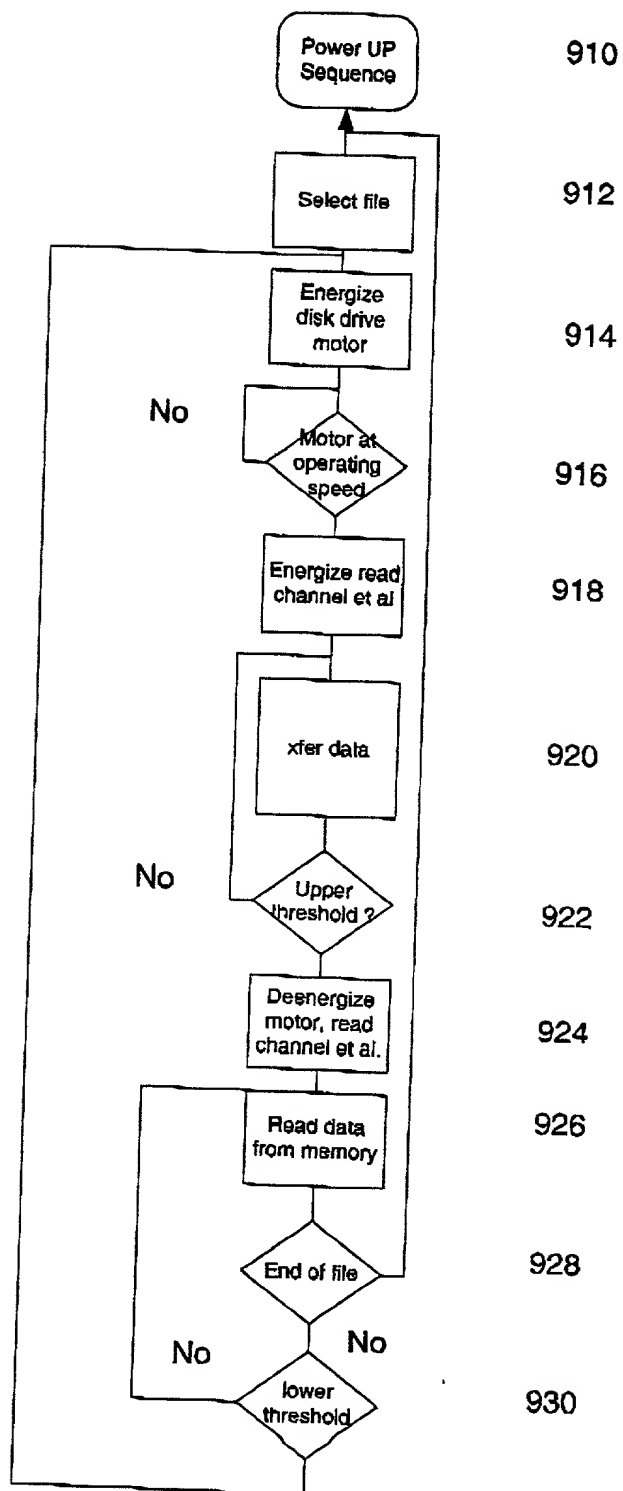 Power UP
Sequence
910
Select file
912
Energize
disk drive
motor
914
No
Motor at
operating
speed
916
Energize read
channel et al
918
xfer data
920
No
Upper
threshold ?
922
Deenergize
motor, read
channel et al.
924
Read data
from memory
926
End of file
928
No
No
lower
threshold
930